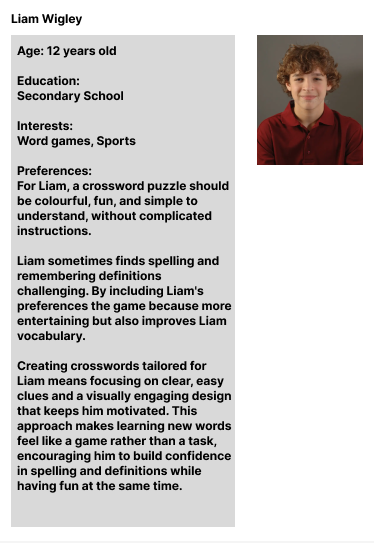 Liam Wigley
Age: 12 years old
Education:
Secondary School
Interests:
Word games, Sports
Preferences:
For Liam, a crossword puzzle should
be colourful, fun, and simple to
understand, without complicated
instructions.
Liam sometimes finds spelling and
remembering definitions
challenging. By including Liam's
preferences the game because more
entertaining but also improves Liam
vocabulary.
Creating crosswords tailored for
Liam means focusing on clear, easy
clues and a visually engaging design
that keeps him motivated. This
approach makes learning new words
feel like a game rather than a task,
encouraging him to build confidence
in spelling and definitions while
having fun at the same time.